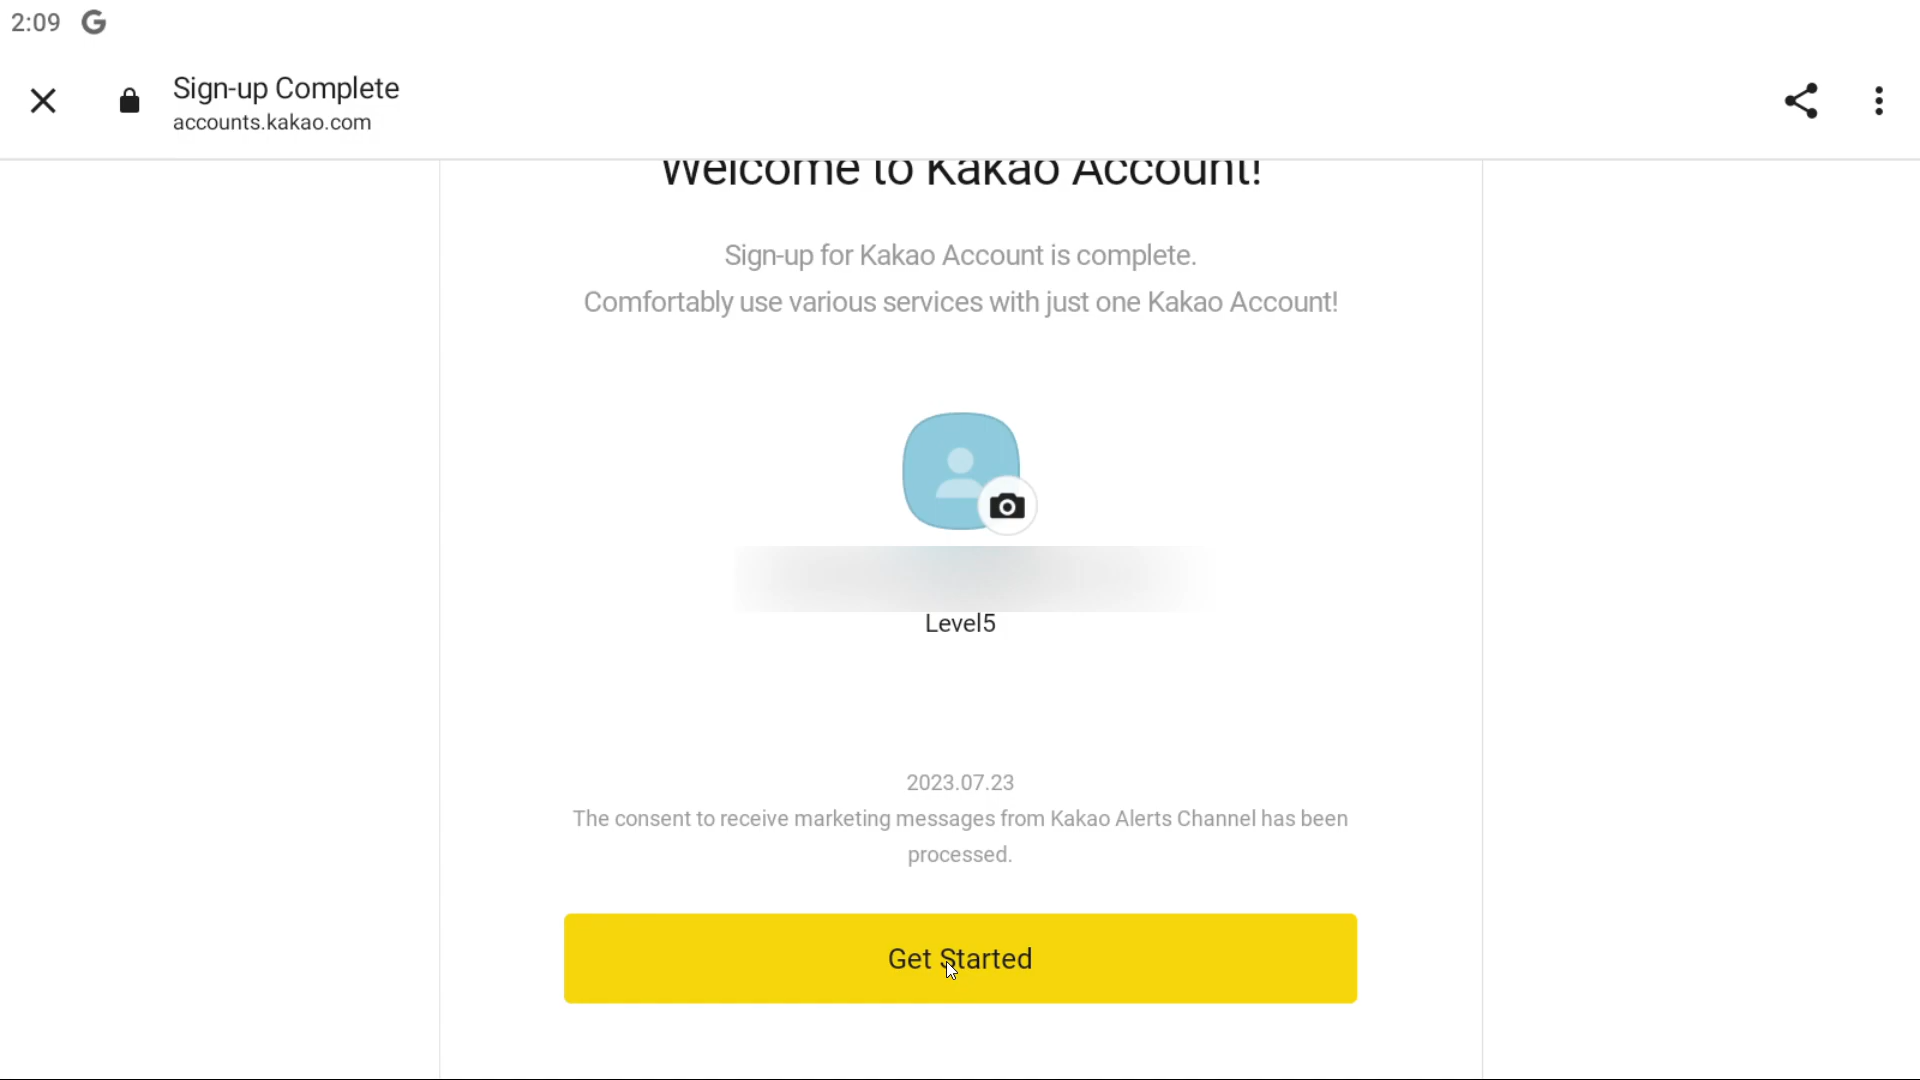 2:09 G
Sign-up Complete
accounts.kakao.com
Welcome to Kakao Account!
Sign-up for Kakao Account is complete.
Comfortably use various services with just one Kakao Account!
Level5
2023.07.23
The consent to receive marketing messages from Kakao Alerts Channel has been
processed.
Get Started